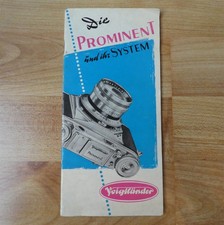 Die
PROMINENT
und ihr SYSTEM
Voigtländer